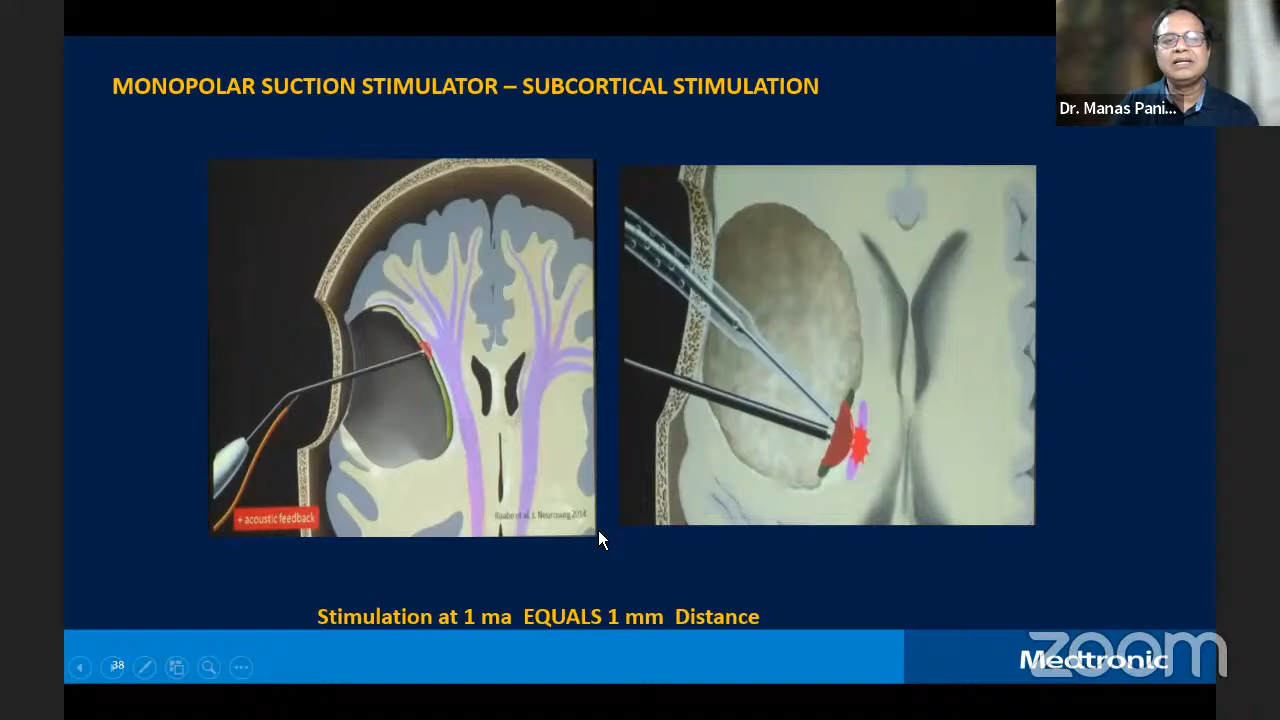 MONOPOLAR SUCTION STIMULATOR – SUBCORTICAL STIMULATION
Dr. Manas Pani...
+ acoustic feedback
Raabe et al. J. Neurosurg 2014
Stimulation at 1 ma EQUALS 1 mm Distance
38
Medtronic
zoom